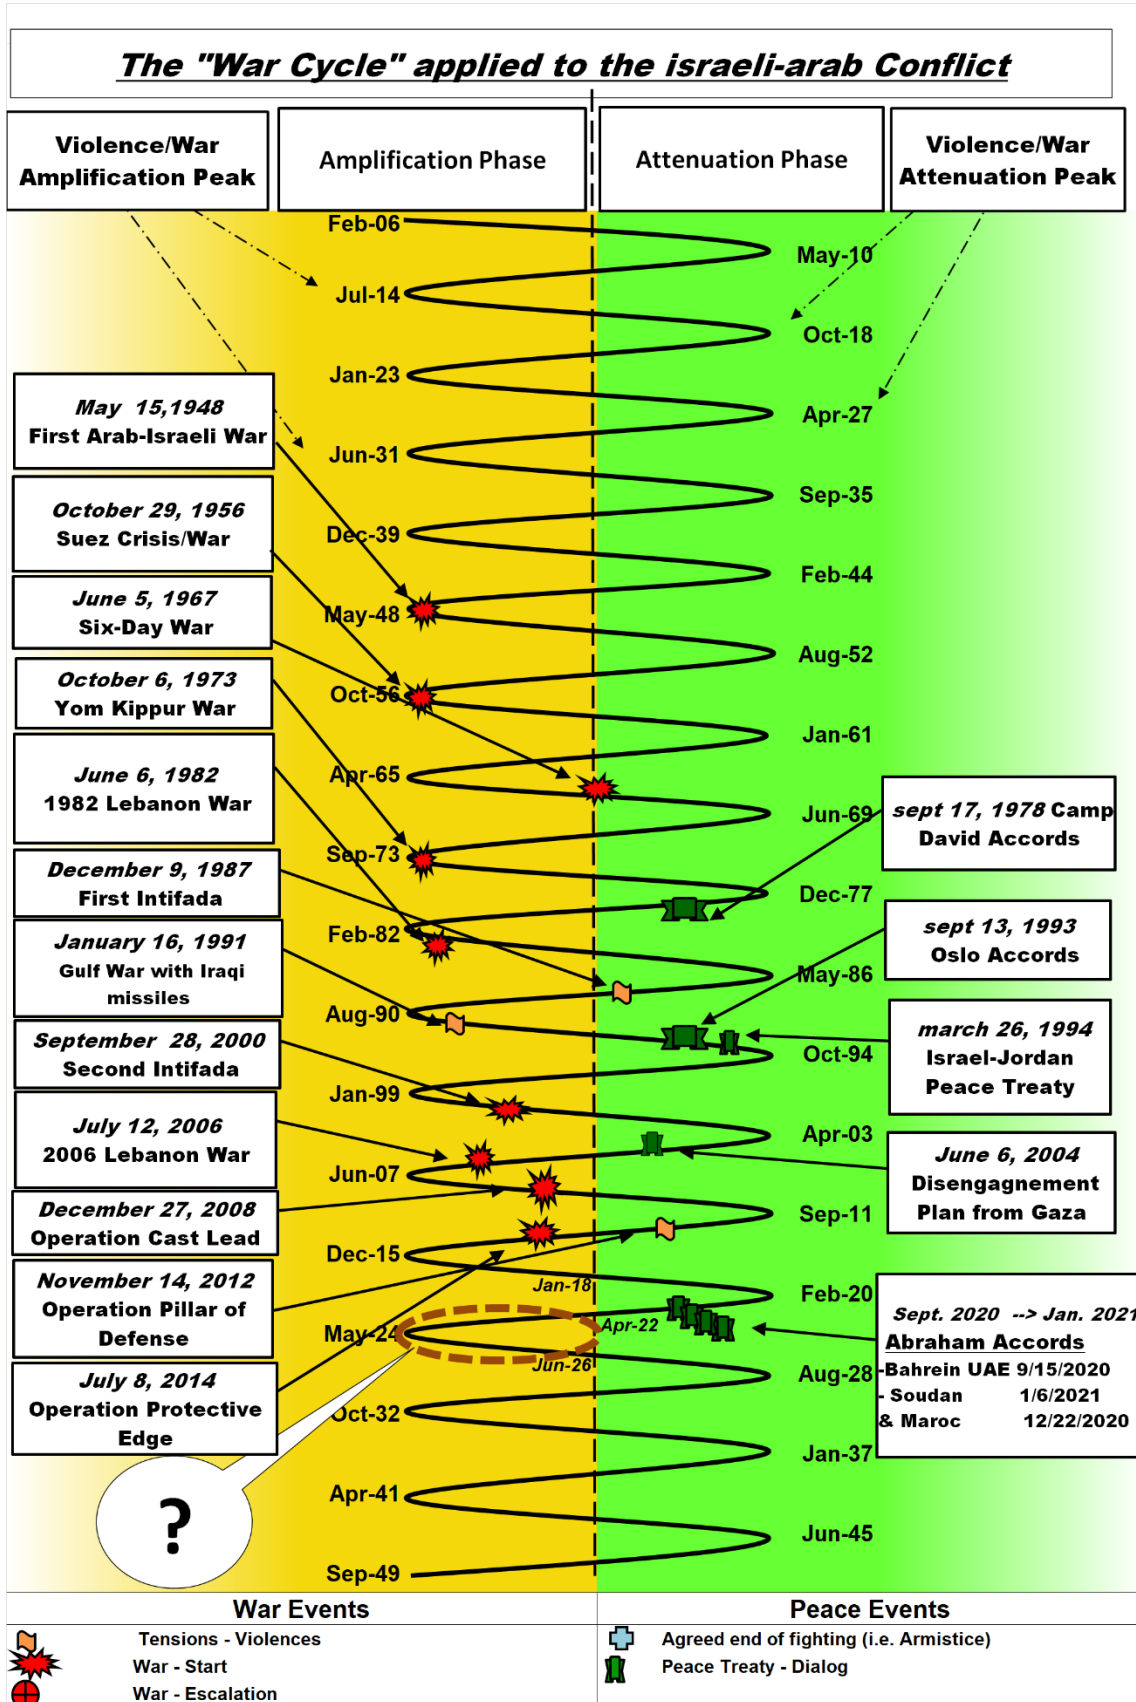 The "War Cycle" applied to the israeli-arab Conflict
Violence/War
Amplification Peak
Amplification Phase
Attenuation Phase
Violence/War
Attenuation Peak
Feb-06
May-10
Jul-14
Oct-18
Jan-23
Apr-27
Jun-31
Sep-35
Dec-39
Feb-44
May-48
Aug-52
Oct-56
Jan-61
Apr-65
Jun-69
Sep-73
Dec-77
Feb-82
May-86
Aug-90
Oct-94
Jan-99
Apr-03
Jun-07
Sep-11
Dec-15
Jan-18
Feb-20
Apr-22
May-24
Jun-26
Aug-28
Oct-32
Jan-37
Apr-41
Jun-45
Sep-49
May 15,1948
First Arab-Israeli War
October 29, 1956
Suez Crisis/War
June 5, 1967
Six-Day War
October 6, 1973
Yom Kippur War
June 6, 1982
1982 Lebanon War
December 9, 1987
First Intifada
January 16, 1991
Gulf War with Iraqi
missiles
September 28, 2000
Second Intifada
July 12, 2006
2006 Lebanon War
December 27, 2008
Operation Cast Lead
November 14, 2012
Operation Pillar of
Defense
July 8, 2014
Operation Protective
Edge
?
sept 17, 1978 Camp
David Accords
sept 13, 1993
Oslo Accords
march 26, 1994
Israel-Jordan
Peace Treaty
June 6, 2004
Disengagnement
Plan from Gaza
Sept. 2020 --> Jan. 2021
Abraham Accords
-Bahrein UAE 9/15/2020
- Soudan 1/6/2021
& Maroc 12/22/2020
War Events
Tensions - Violences
War - Start
War - Escalation
Peace Events
Agreed end of fighting (i.e. Armistice)
Peace Treaty - Dialog